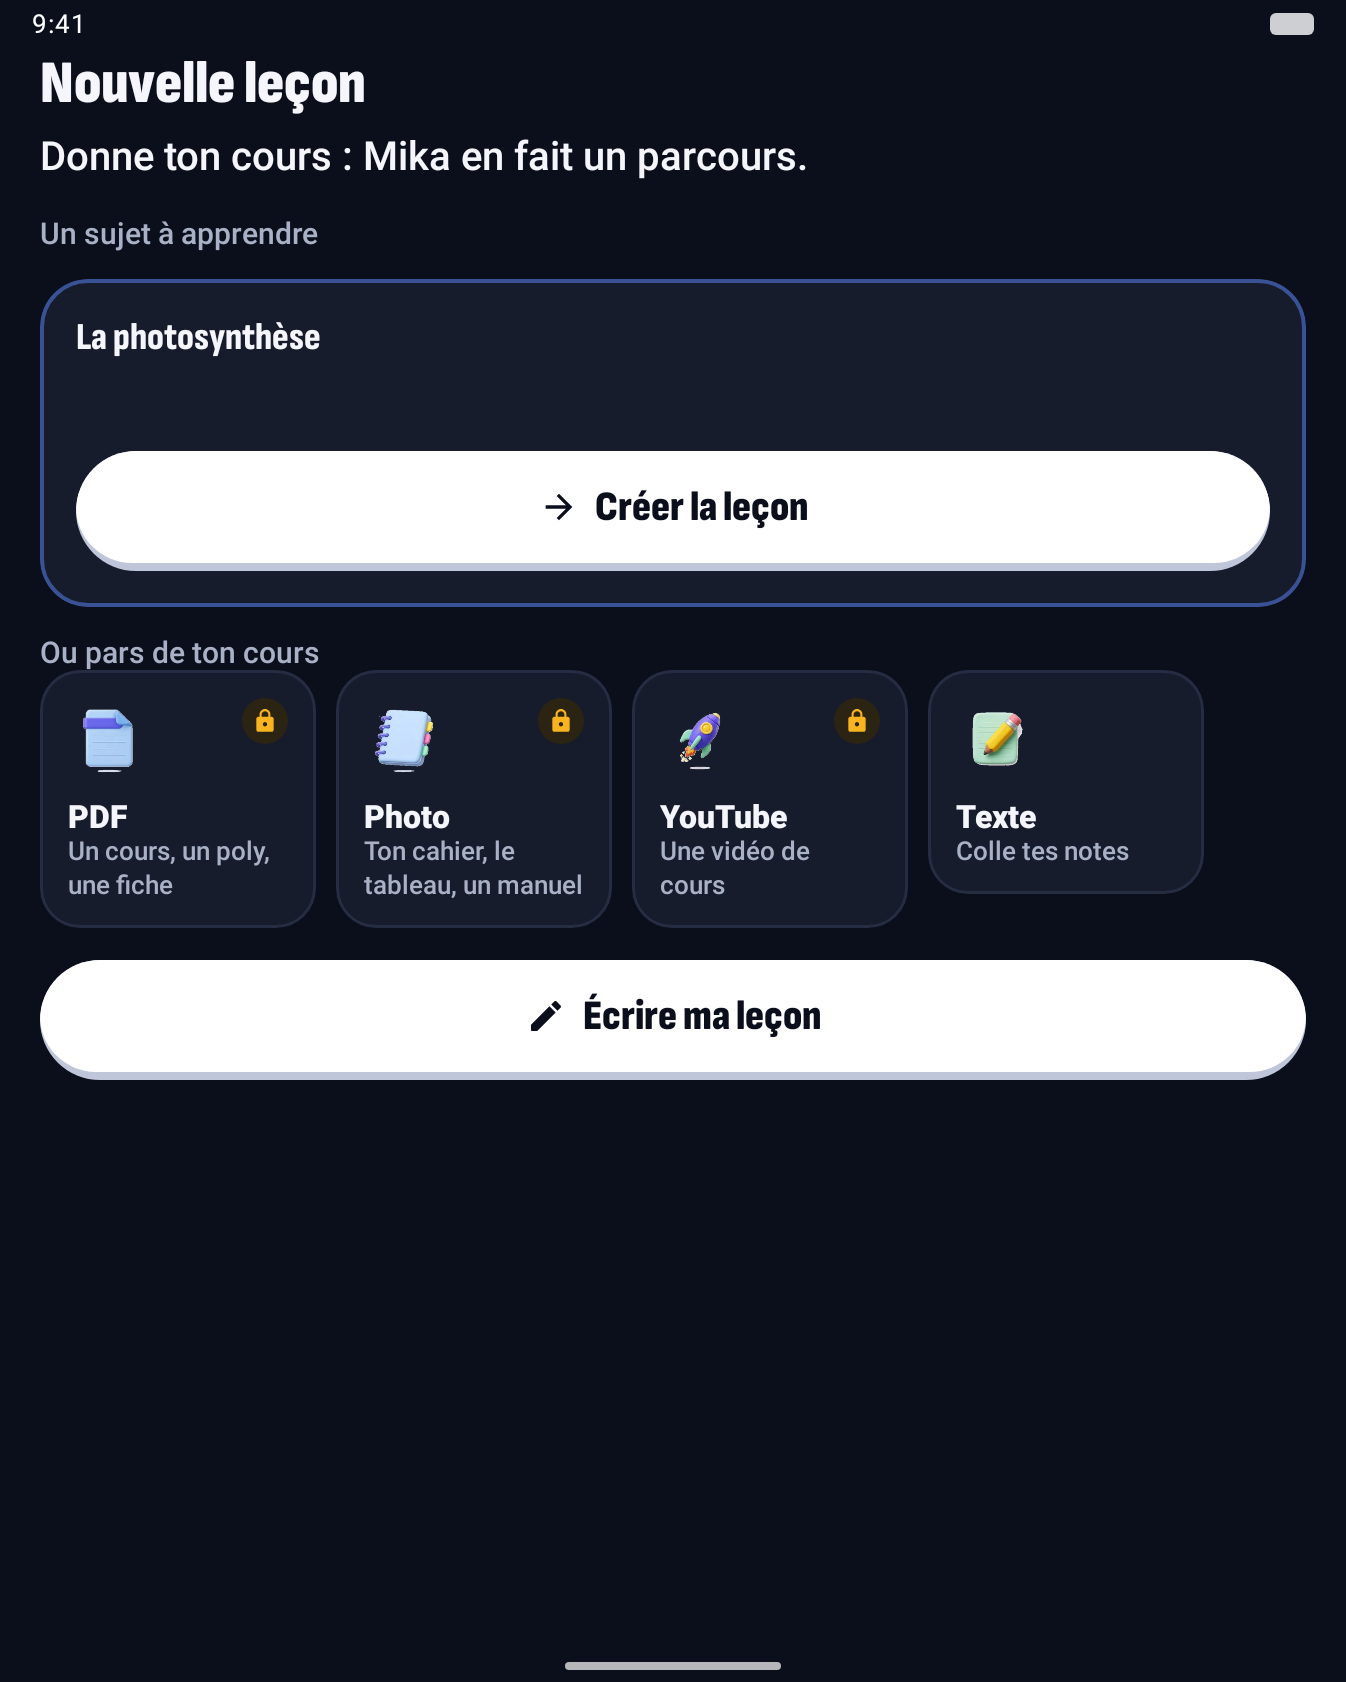 9:41
Nouvelle leçon
Donne ton cours : Mika en fait un parcours.
Un sujet à apprendre
La photosynthèse
Créer la leçon
Ou pars de ton cours
PDF
Un cours, un poly,
une fiche
Photo
Ton cahier, le
tableau, un manuel
YouTube
Une vidéo de
cours
Texte
Colle tes notes
Écrire ma leçon